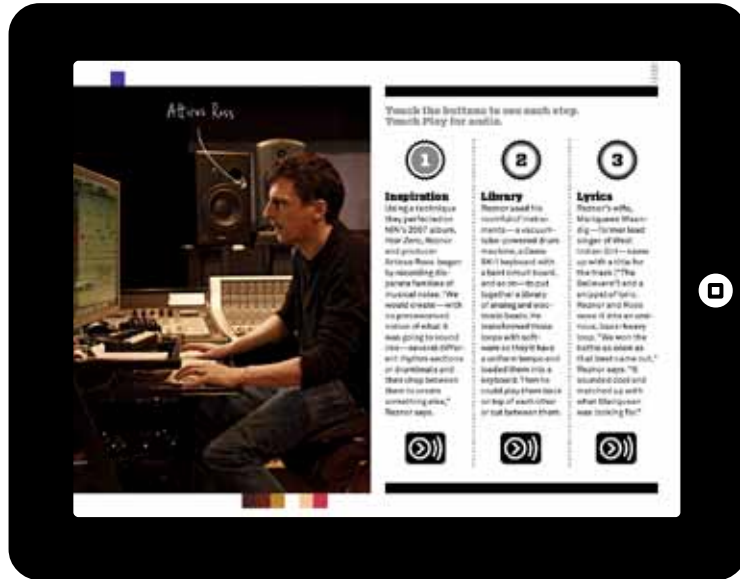 Atticus Ross
Touch the buttons to see each step.
Touch Play for audio.
1
Inspiration
Using a technique
they perfected on
NIN's 2007 album,
Year Zero, Reznor
and producer
Atticus Ross began
by recording dis-
parate families of
musical noise. "We
would create—with
no preconceived
notion of what it
was going to sound
like—several differ-
ent rhythm sections
or drumbeats and
then chop between
them to create
something else,"
Reznor says.
2
Library
Reznor used his
roomful of instru-
ments—a vacuum-
tube-powered drum
machine, a Casio
SK-1 keyboard with
a bent circuit board,
and so on—to put
together a library
of analog and elec-
tronic beats. He
transformed those
loops with soft-
ware so they'd have
a uniform tempo and
loaded them into a
keyboard. Then he
could play them back
on top of each other
or cut between them.
3
Lyrics
Reznor's wife,
Mariqueen Maan-
dig—former lead
singer of West
Indian Girl—came
up with a title for
the track ("The
Believers") and a
snippet of lyric.
Reznor and Ross
wove it into an
loop. "We won the
battle as soon as
that beat came out,"
Reznor says. "It
sounded cool and
matched up with
what Mariqueen
was looking for."